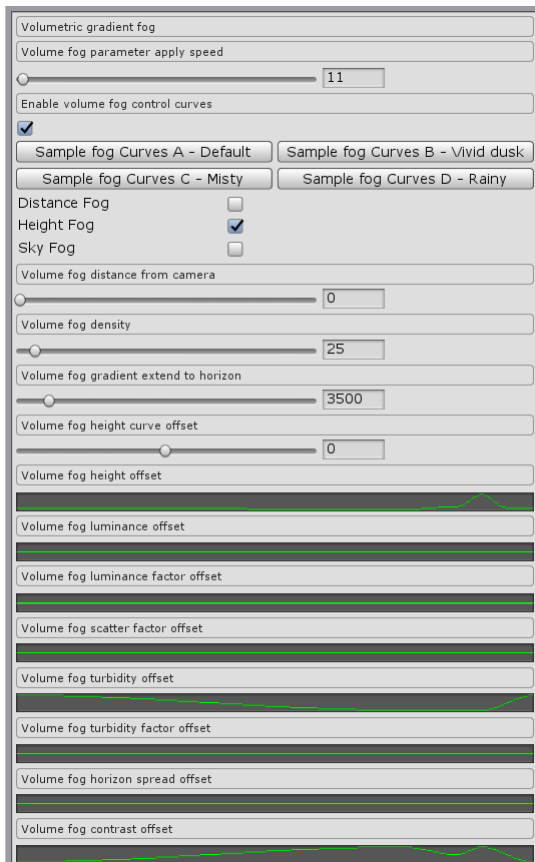 Volumetric gradient fog
Volume fog parameter apply speed
11
Enable volume fog control curves
Sample fog Curves A - Default
Sample fog Curves B - Vivid dusk
Sample fog Curves C - Misty
Sample fog Curves D - Rainy
Distance Fog
Height Fog
Sky Fog
Volume fog distance from camera
0
Volume fog density
25
Volume fog gradient extend to horizon
3500
Volume fog height curve offset
0
Volume fog height offset
Volume fog luminance offset
Volume fog luminance factor offset
Volume fog scatter factor offset
Volume fog turbidity offset
Volume fog turbidity factor offset
Volume fog horizon spread offset
Volume fog contrast offset